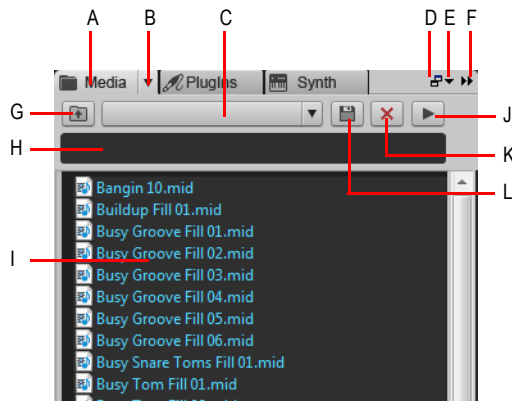 A B C D E F
Media PlugIns Synth
G J
H K
L
Bangin 10.mid
Buildup Fill 01.mid
Busy Groove Fill 01.mid
I Busy Groove Fill 02.mid
Busy Groove Fill 03.mid
Busy Groove Fill 04.mid
Busy Groove Fill 05.mid
Busy Groove Fill 06.mid
Busy Snare Toms Fill 01.mid
Busy Tom Fill 01.mid